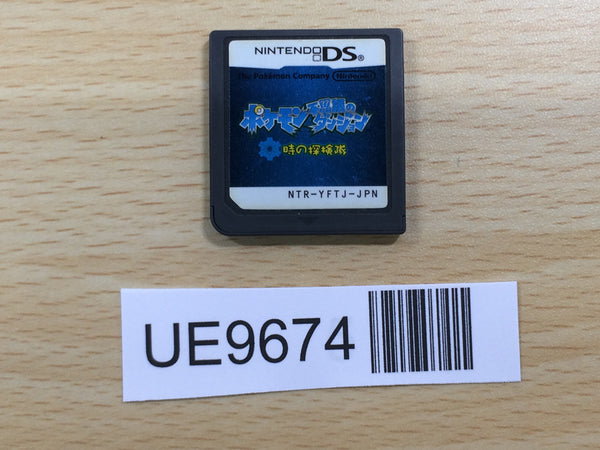 NINTENDO DS®
The Pokémon Company Nintendo
ポケモン不思議のダンジョン
時の探検隊
NTR-YFTJ-JPN
UE9674